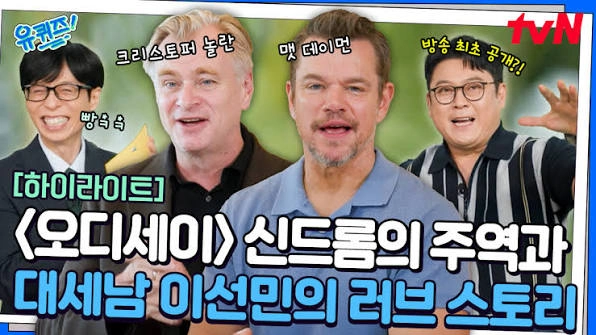 유퀴즈!
tvN
크리스토퍼 놀란
맷 데이먼
방송 최초 공개?!
빵긋긋
[하이라이트]
<오디세이> 신드롬의 주역과
대세남 이선민의 러브 스토리